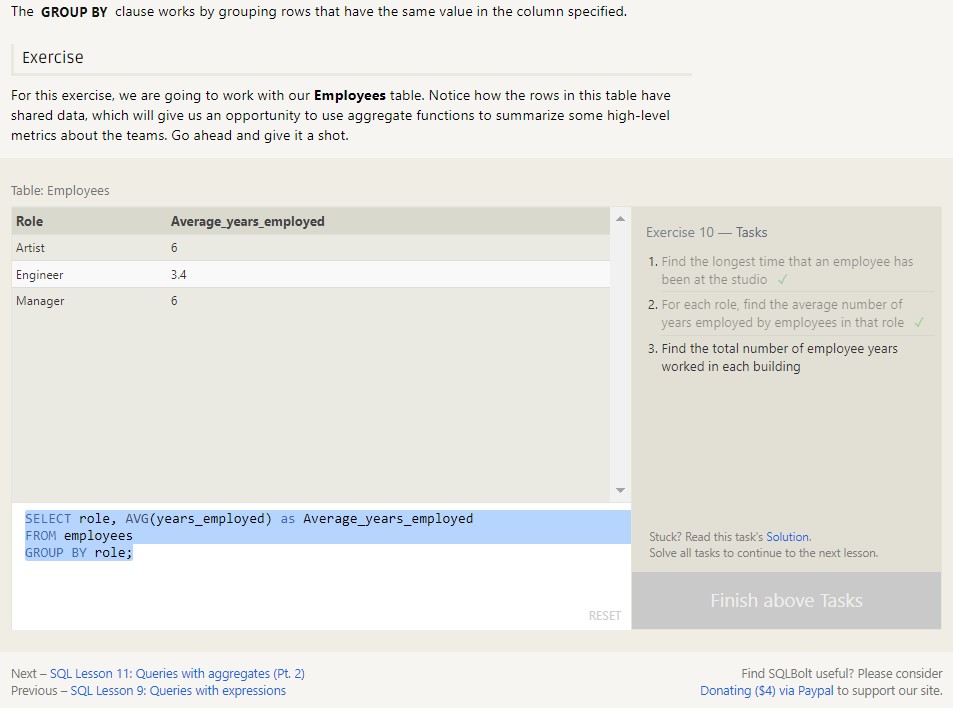 The GROUP BY clause works by grouping rows that have the same value in the column specified.
Exercise
For this exercise, we are going to work with our Employees table. Notice how the rows in this table have
shared data, which will give us an opportunity to use aggregate functions to summarize some high-level
metrics about the teams. Go ahead and give it a shot.
Table: Employees
Role Average_years_employed
Artist 6
Engineer 3.4
Manager 6
SELECT role, AVG(years_employed) as Average_years_employed
FROM employees
GROUP BY role;
RESET
Exercise 10 — Tasks
1. Find the longest time that an employee has
been at the studio ✓
2. For each role, find the average number of
years employed by employees in that role ✓
3. Find the total number of employee years
worked in each building
Stuck? Read this task's Solution.
Solve all tasks to continue to the next lesson.
Finish above Tasks
Next – SQL Lesson 11: Queries with aggregates (Pt. 2)
Previous – SQL Lesson 9: Queries with expressions
Find SQLBolt useful? Please consider
Donating ($4) via Paypal to support our site.